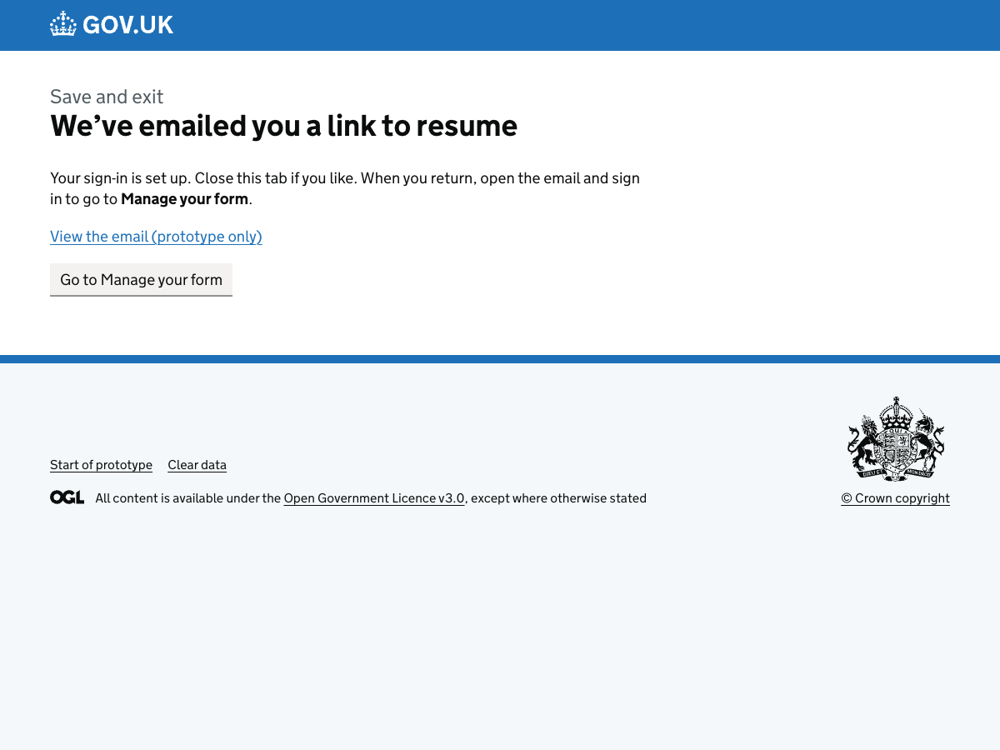 GOV.UK
Save and exit
We’ve emailed you a link to resume
Your sign-in is set up. Close this tab if you like. When you return, open the email and sign
in to go to Manage your form.
View the email (prototype only)
Go to Manage your form
Start of prototype Clear data
OGL All content is available under the Open Government Licence v3.0, except where otherwise stated
© Crown copyright